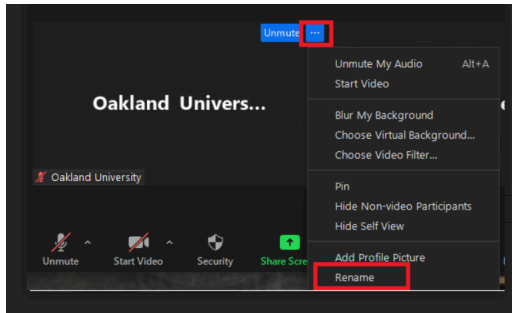 Unmute ...
Unmute My Audio Alt+A
Start Video
Oakland Univers...
Blur My Background
Choose Virtual Background...
Choose Video Filter...
Oakland University
Pin
Hide Non-video Participants
Hide Self View
Unmute
Start Video
Security
Share Scre
Add Profile Picture
Rename